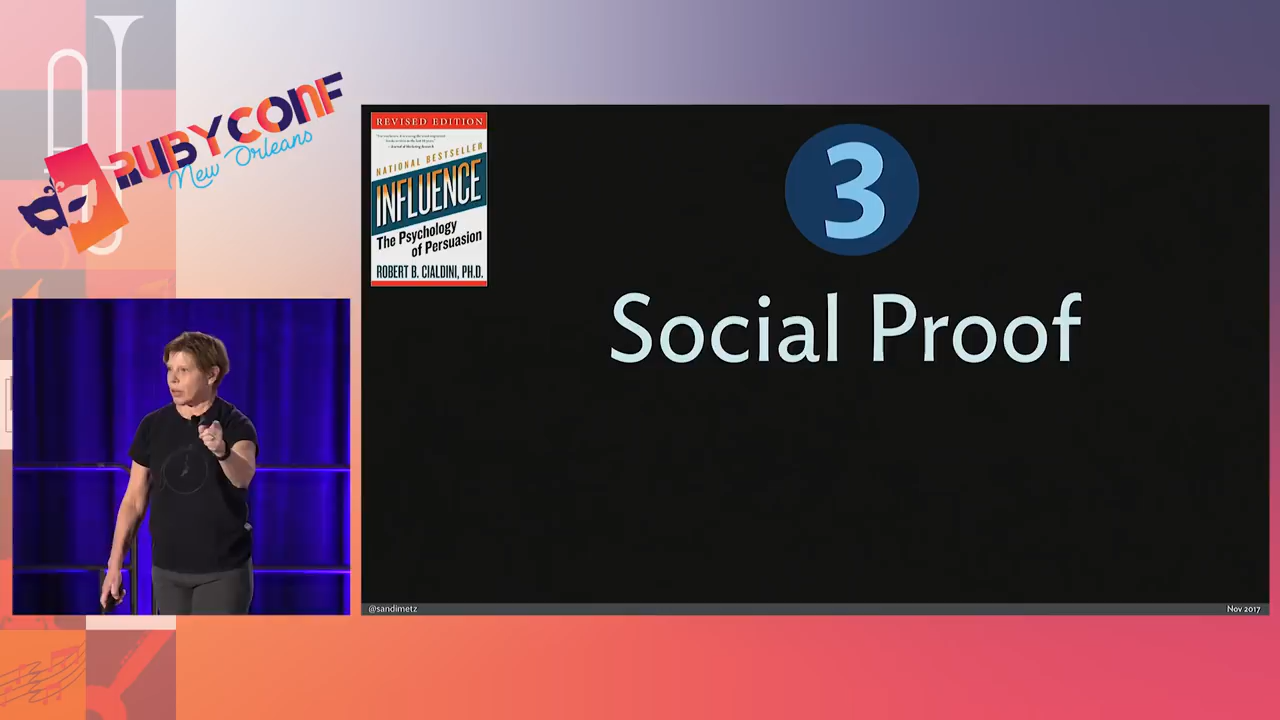 RUBYCONF
New Orleans
REVISED EDITION
NATIONAL BESTSELLER
INFLUENCE
The Psychology
of Persuasion
ROBERT B. CIALDINI, PH.D.
3
Social Proof
@sandimetz
Nov 2017